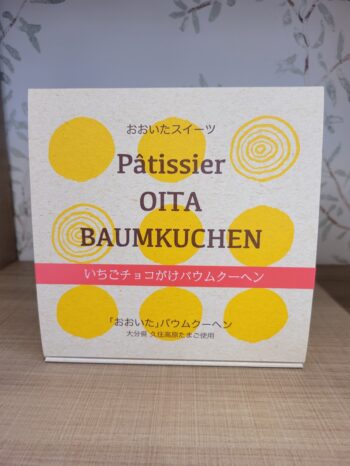 おおいたスイーツ
Pâtissier
OITA
BAUMKUCHEN
いちごチョコがけバウムクーヘン
「おおいた」バウムクーヘン
大分県 久住高原たまご使用